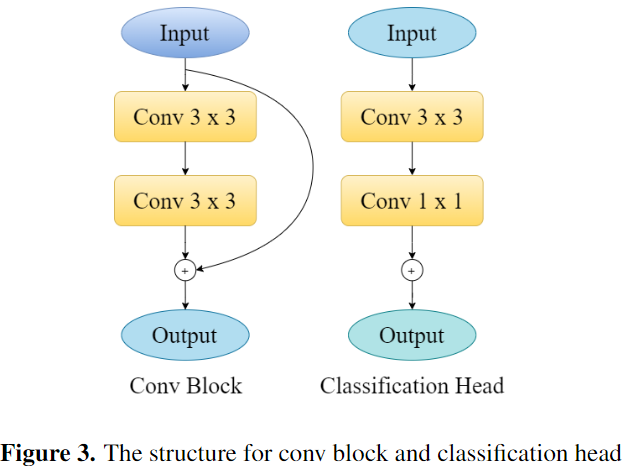 Input
Conv 3 x 3
Conv 3 x 3
+
Output
Conv Block
Input
Conv 3 x 3
Conv 1 x 1
+
Output
Classification Head
Figure 3. The structure for conv block and classification head